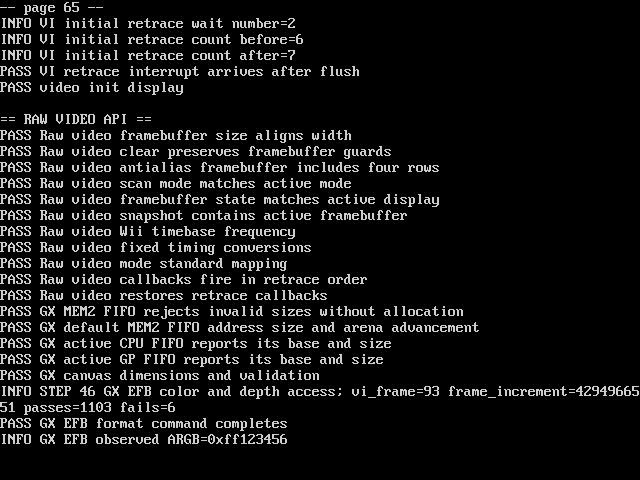 -- page 65 --
INFO VI initial retrace wait number=2
INFO VI initial retrace count before=6
INFO VI initial retrace count after=7
PASS VI retrace interrupt arrives after flush
PASS video init display
== RAW VIDEO API ==
PASS Raw video framebuffer size aligns width
PASS Raw video clear preserves framebuffer guards
PASS Raw video antialias framebuffer includes four rows
PASS Raw video scan mode matches active mode
PASS Raw video framebuffer state matches active display
PASS Raw video snapshot contains active framebuffer
PASS Raw video Wii timebase frequency
PASS Raw video fixed timing conversions
PASS Raw video mode standard mapping
PASS Raw video callbacks fire in retrace order
PASS Raw video restores retrace callbacks
PASS GX MEM2 FIFO rejects invalid sizes without allocation
PASS GX default MEM2 FIFO address size and arena advancement
PASS GX active CPU FIFO reports its base and size
PASS GX active GP FIFO reports its base and size
PASS GX canvas dimensions and validation
INFO STEP 46 GX EFB color and depth access; vi_frame=93 frame_increment=42949665
51 passes=1103 fails=6
PASS GX EFB format command completes
INFO GX EFB observed ARGB=0xff123456